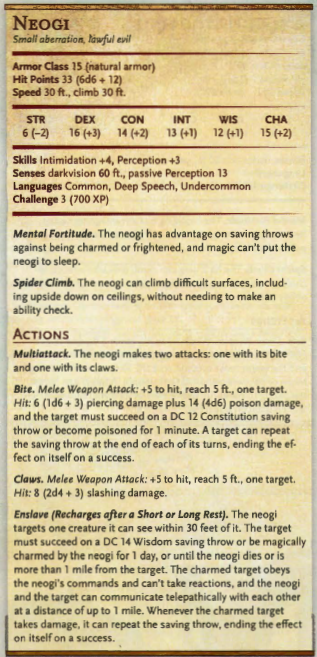 NEOGI
Small aberration, lawful evil
Armor Class 15 (natural armor)
Hit Points 33 (6d6 + 12)
Speed 30 ft., climb 30 ft.
STR DEX CON INT WIS CHA
6 (–2) 16 (+3) 14 (+2) 13 (+1) 12 (+1) 15 (+2)
Skills Intimidation +4, Perception +3
Senses darkvision 60 ft., passive Perception 13
Languages Common, Deep Speech, Undercommon
Challenge 3 (700 XP)
Mental Fortitude. The neogi has advantage on saving throws
against being charmed or frightened, and magic can't put the
neogi to sleep.
Spider Climb. The neogi can climb difficult surfaces, includ-
ing upside down on ceilings, without needing to make an
ability check.
ACTIONS
Multiattack. The neogi makes two attacks: one with its bite
and one with its claws.
Bite. Melee Weapon Attack: +5 to hit, reach 5 ft., one target.
Hit: 6 (1d6 + 3) piercing damage plus 14 (4d6) poison damage,
and the target must succeed on a DC 12 Constitution saving
throw or become poisoned for 1 minute. A target can repeat
the saving throw at the end of each of its turns, ending the ef-
fect on itself on a success.
Claws. Melee Weapon Attack: +5 to hit, reach 5 ft., one target.
Hit: 8 (2d4 + 3) slashing damage.
Enslave (Recharges after a Short or Long Rest). The neogi
targets one creature it can see within 30 feet of it. The target
must succeed on a DC 14 Wisdom saving throw or be magically
charmed by the neogi for 1 day, or until the neogi dies or is
more than 1 mile from the target. The charmed target obeys
the neogi's commands and can't take reactions, and the neogi
and the target can communicate telepathically with each other
at a distance of up to 1 mile. Whenever the charmed target
takes damage, it can repeat the saving throw, ending the effect
on itself on a success.